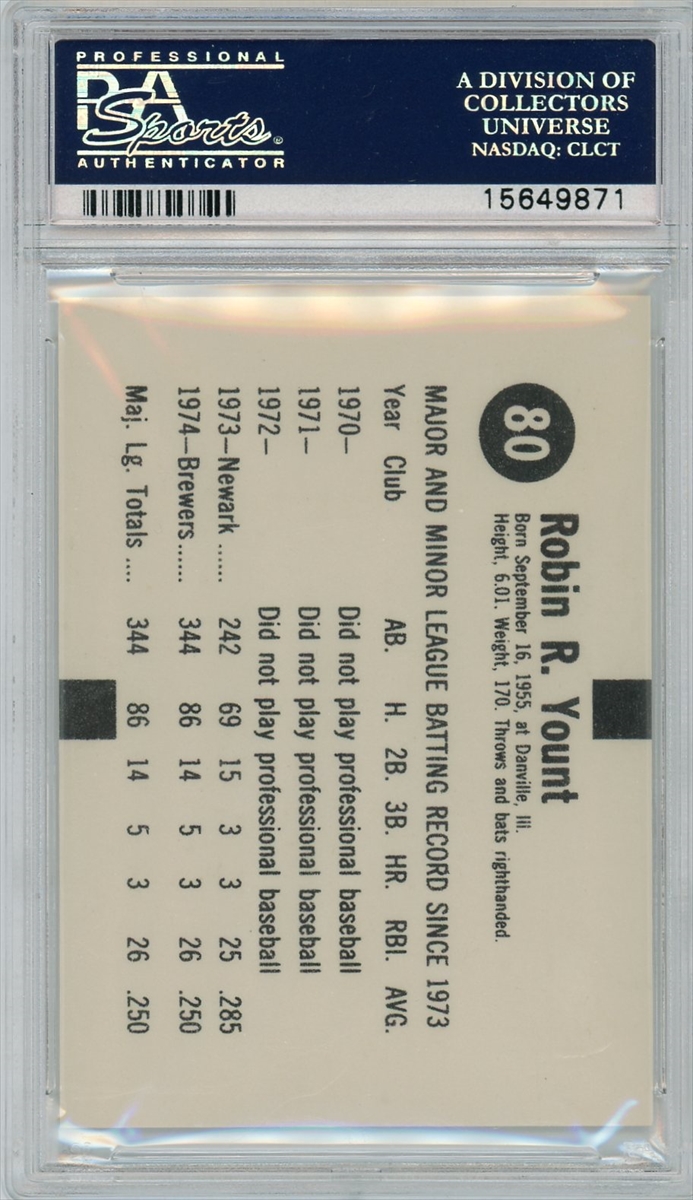 PROFESSIONAL
PSA
Sports
AUTHENTICATOR
A DIVISION OF
COLLECTORS
UNIVERSE
NASDAQ: CLCT
15649871
80
Robin R. Yount
Born September 16, 1955, at Danville, Ill.
Height, 6.01. Weight, 170. Throws and bats righthanded.
MAJOR AND MINOR LEAGUE BATTING RECORD SINCE 1973
Year Club AB. H. 2B. 3B. HR. RBI. AVG.
1970— Did not play professional baseball
1971— Did not play professional baseball
1972— Did not play professional baseball
1973—Newark ...... 242 69 15 3 3 25 .285
1974—Brewers...... 344 86 14 5 3 26 .250
Maj. Lg. Totals .... 344 86 14 5 3 26 .250